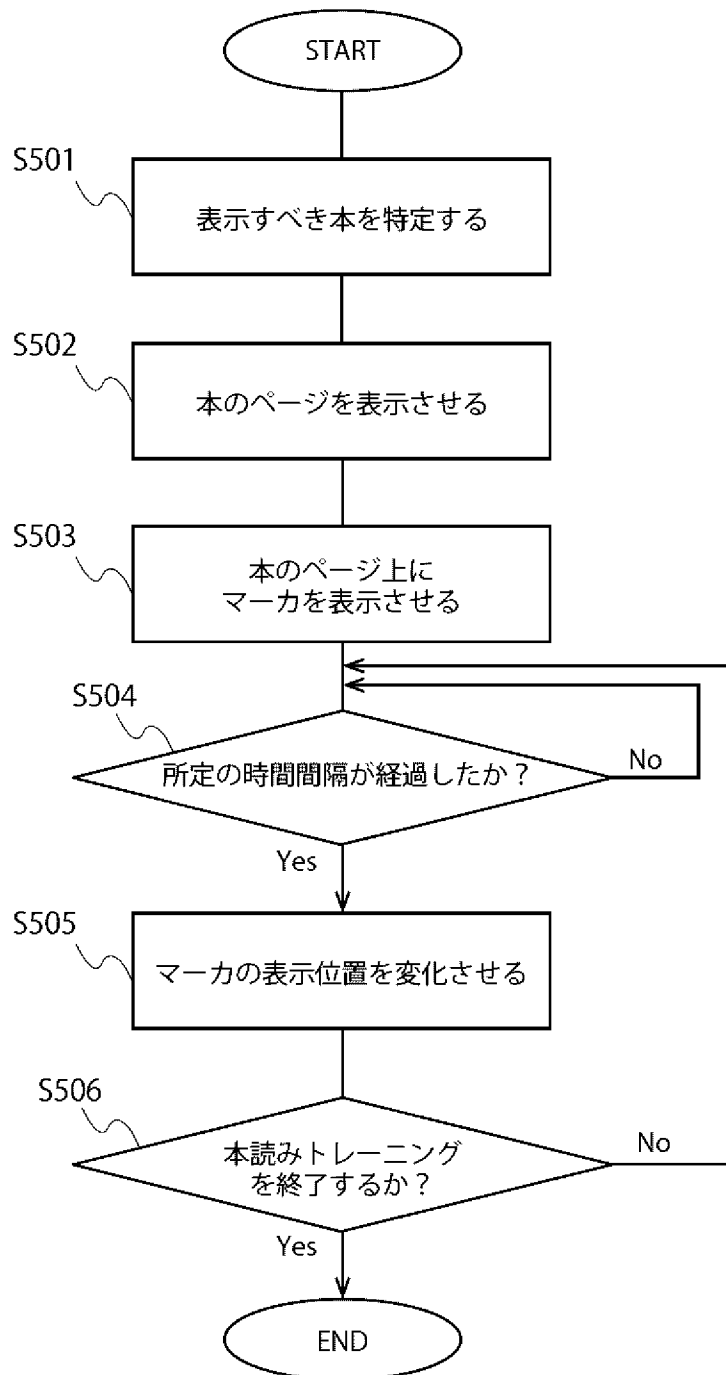 START
S501
表示すべき本を特定する
S502
本のページを表示させる
S503
本のページ上に
マーカを表示させる
S504
所定の時間間隔が経過したか？
No
Yes
S505
マーカの表示位置を変化させる
S506
本読みトレーニング
を終了するか？
No
Yes
END